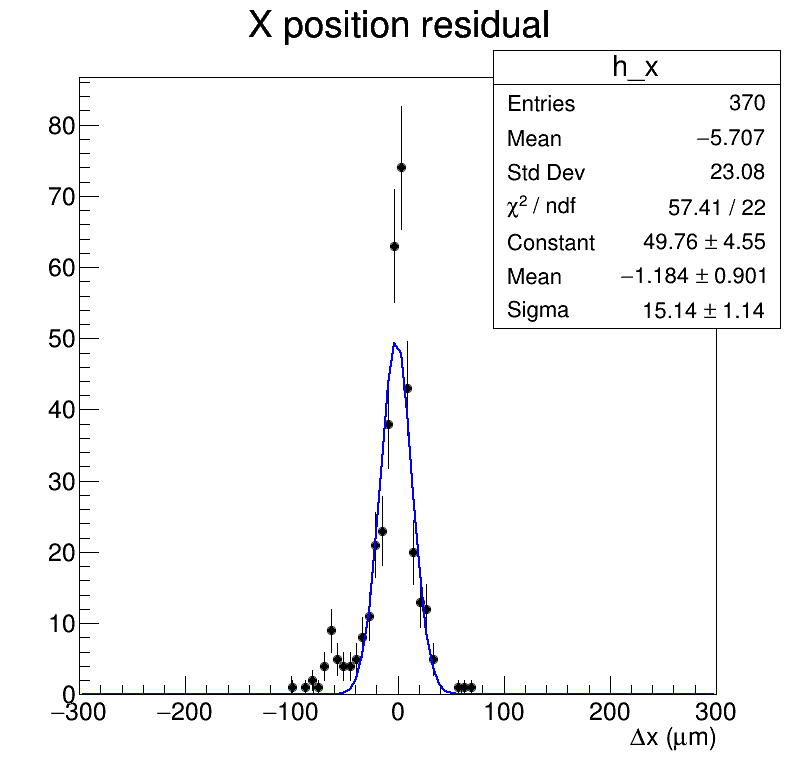 X position residual
h_x
Entries 370
Mean −5.707
Std Dev 23.08
χ² / ndf 57.41 / 22
Constant 49.76 ± 4.55
Mean −1.184 ± 0.901
Sigma 15.14 ± 1.14
80
70
60
50
40
30
20
10
0
−300 −200 −100 0 100 200 300
Δx (μm)